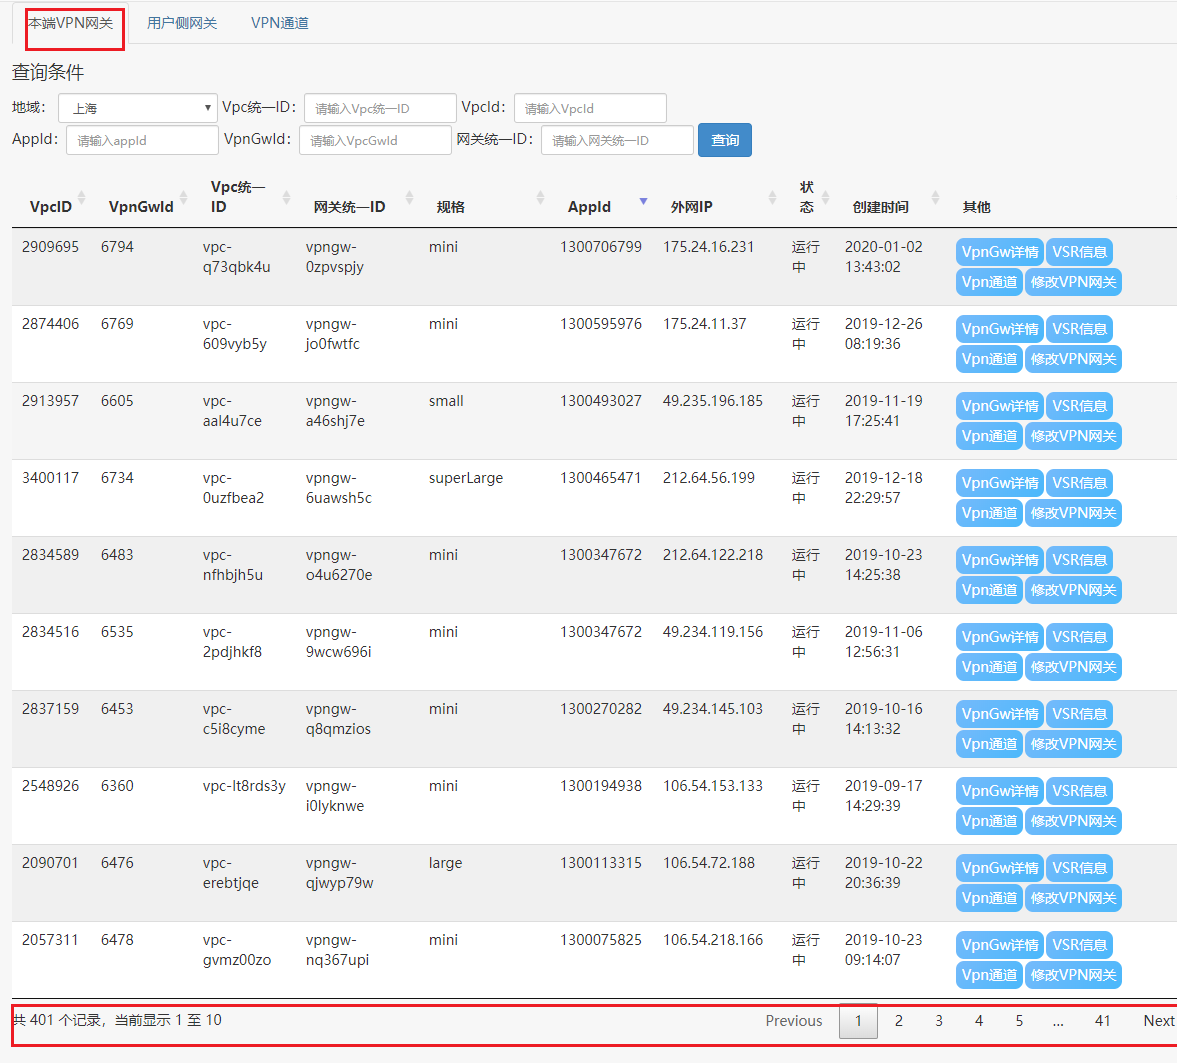 本端VPN网关 用户侧网关 VPN通道
查询条件
地域： 上海 Vpc统一ID： 请输入Vpc统一ID VpcId： 请输入VpcId
AppId： 请输入appId VpnGwId： 请输入VpcGwId 网关统一ID： 请输入网关统一ID 查询
VpcID VpnGwId Vpc统一ID 网关统一ID 规格 AppId 外网IP 状态 创建时间 其他
2909695 6794 vpc- vpngw- mini 1300706799 175.24.16.231 运行 2020-01-02 VpnGw详情 VSR信息
q73qbk4u 0zpvspjy 中 13:43:02 Vpn通道 修改VPN网关
2874406 6769 vpc- vpngw- mini 1300595976 175.24.11.37 运行 2019-12-26 VpnGw详情 VSR信息
609vyb5y jo0fwtfc 中 08:19:36 Vpn通道 修改VPN网关
2913957 6605 vpc- vpngw- small 1300493027 49.235.196.185 运行 2019-11-19 VpnGw详情 VSR信息
aal4u7ce a46shj7e 中 17:25:41 Vpn通道 修改VPN网关
3400117 6734 vpc- vpngw- superLarge 1300465471 212.64.56.199 运行 2019-12-18 VpnGw详情 VSR信息
0uzfbea2 6uawsh5c 中 22:29:57 Vpn通道 修改VPN网关
2834589 6483 vpc- vpngw- mini 1300347672 212.64.122.218 运行 2019-10-23 VpnGw详情 VSR信息
nfhbjh5u o4u6270e 中 14:25:38 Vpn通道 修改VPN网关
2834516 6535 vpc- vpngw- mini 1300347672 49.234.119.156 运行 2019-11-06 VpnGw详情 VSR信息
2pdjhkf8 9wcw696i 中 12:56:31 Vpn通道 修改VPN网关
2837159 6453 vpc- vpngw- mini 1300270282 49.234.145.103 运行 2019-10-16 VpnGw详情 VSR信息
c5i8cyme q8qmzios 中 14:13:32 Vpn通道 修改VPN网关
2548926 6360 vpc-lt8rds3y vpngw- mini 1300194938 106.54.153.133 运行 2019-09-17 VpnGw详情 VSR信息
i0lyknwe 中 14:29:39 Vpn通道 修改VPN网关
2090701 6476 vpc- vpngw- large 1300113315 106.54.72.188 运行 2019-10-22 VpnGw详情 VSR信息
erebtjqe qjwyp79w 中 20:36:39 Vpn通道 修改VPN网关
2057311 6478 vpc- vpngw- mini 1300075825 106.54.218.166 运行 2019-10-23 VpnGw详情 VSR信息
gvmz00zo nq367upi 中 09:14:07 Vpn通道 修改VPN网关
共 401 个记录，当前显示 1 至 10 Previous 1 2 3 4 5 … 41 Next